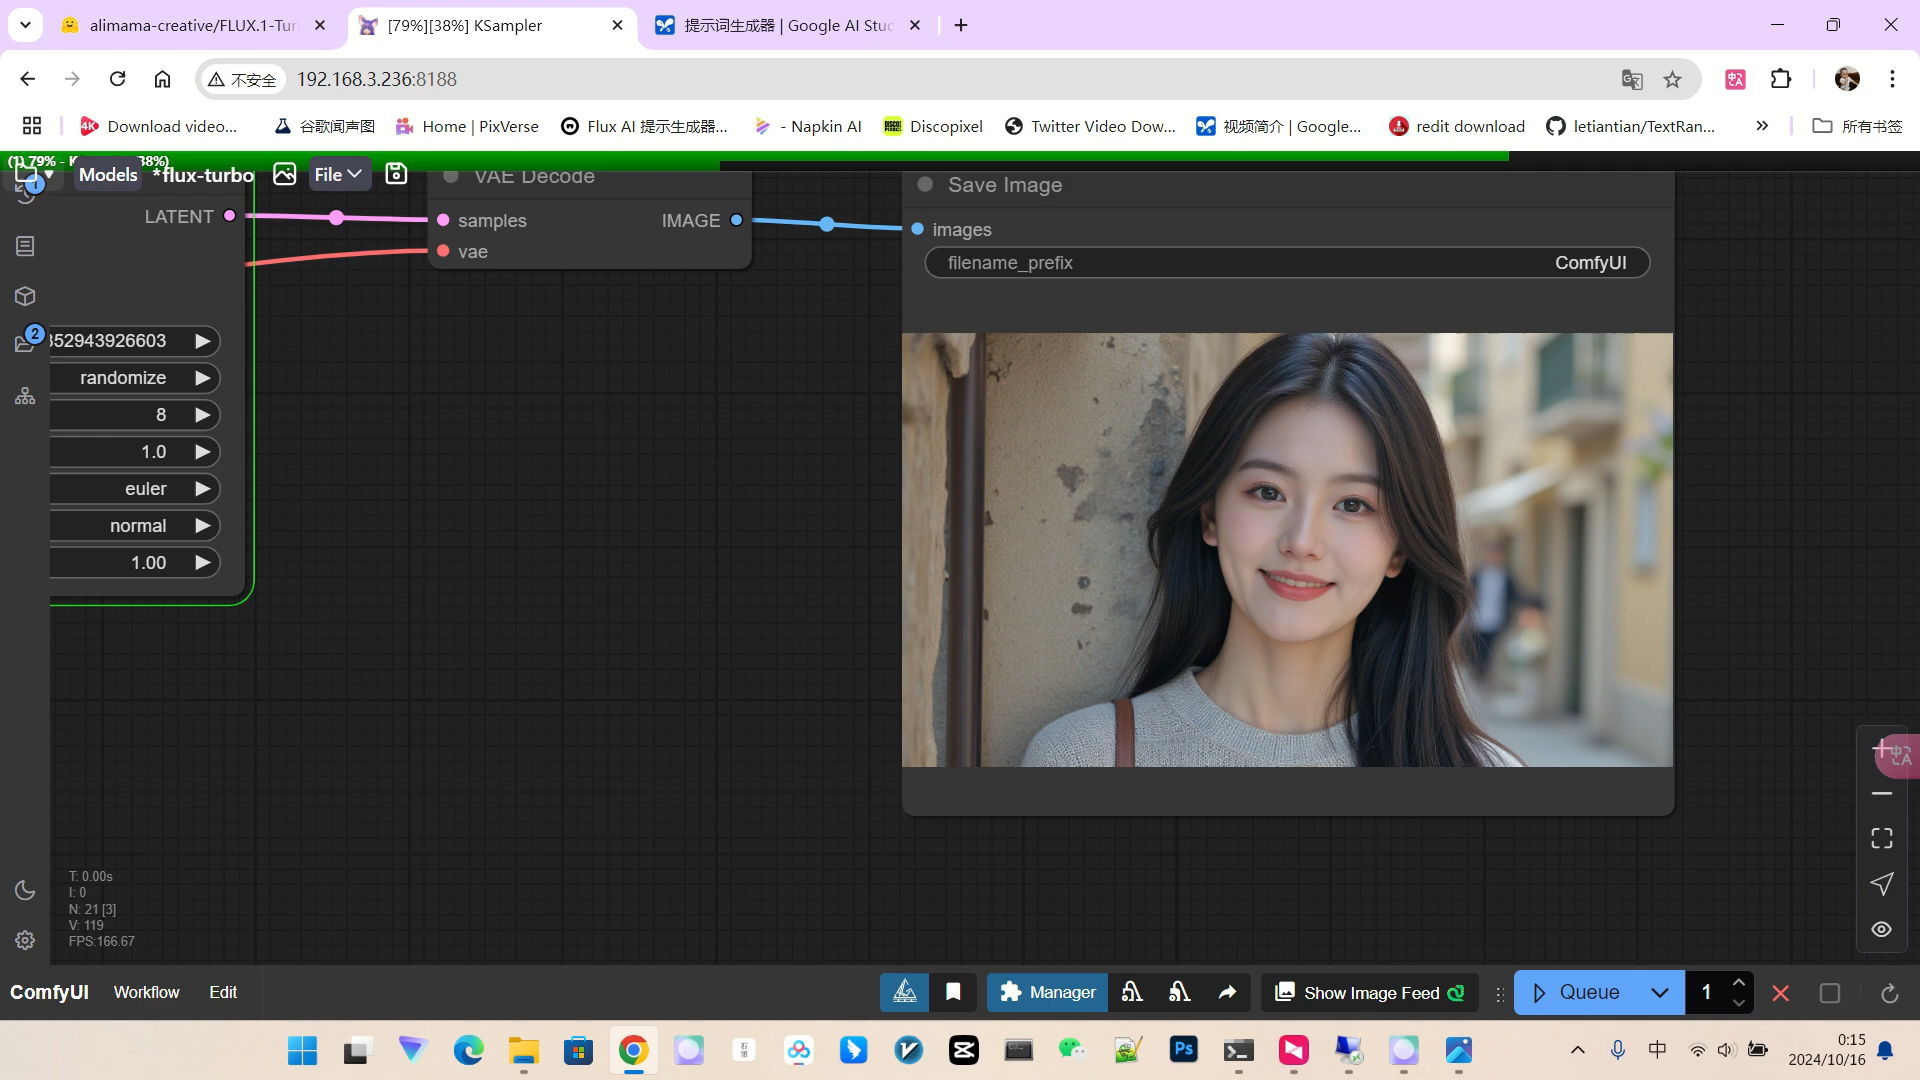 alimama-creative/FLUX.1-Tur
[79%][38%] KSampler
提示词生成器 | Google AI Stud
不安全
192.168.3.236:8188
Download video...
谷歌闻声图
Home | PixVerse
Flux AI 提示生成器...
- Napkin AI
Discopixel
Twitter Video Dow...
视频简介 | Google...
redit download
letiantian/TextRan...
所有书签
(1) 79% - K
38%)
Models
*flux-turbo
File
VAE Decode
Save Image
LATENT
samples
IMAGE
images
vae
filename_prefix
ComfyUI
1
2
352943926603
randomize
8
1.0
euler
normal
1.00
T: 0.00s
I: 0
N: 21 [3]
V: 119
FPS:166.67
ComfyUI
Workflow
Edit
Manager
Show Image Feed
Queue
1
中
0:15
2024/10/16